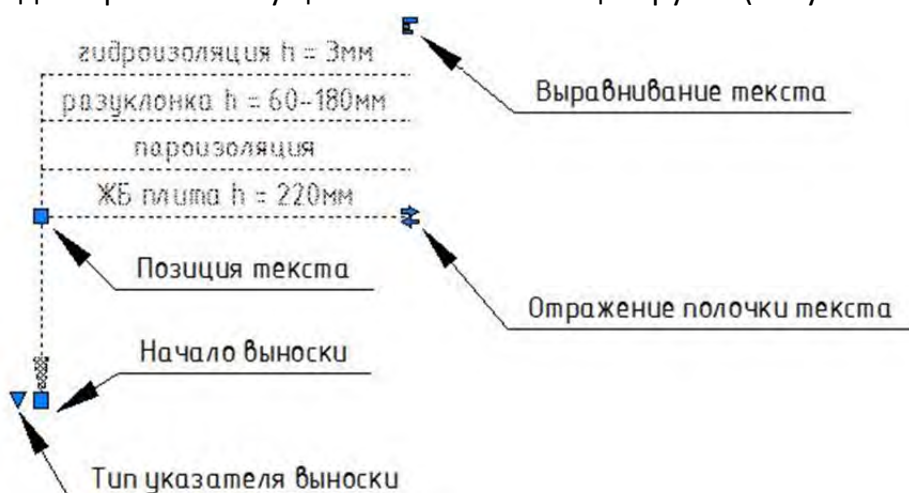 гидроизоляция h = 3мм
Выравнивание текста
разуклонка h = 60-180мм
пароизоляция
ЖБ плита h = 220мм
Позиция текста
Отражение полочки текста
Начало выноски
Тип указателя выноски